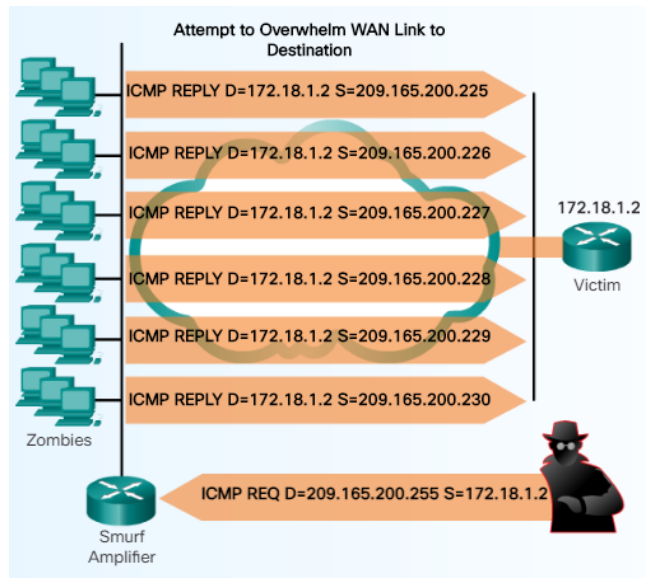 Attempt to Overwhelm WAN Link to
Destination
ICMP REPLY D=172.18.1.2 S=209.165.200.225
ICMP REPLY D=172.18.1.2 S=209.165.200.226
ICMP REPLY D=172.18.1.2 S=209.165.200.227
172.18.1.2
ICMP REPLY D=172.18.1.2 S=209.165.200.228
Victim
ICMP REPLY D=172.18.1.2 S=209.165.200.229
ICMP REPLY D=172.18.1.2 S=209.165.200.230
Zombies
ICMP REQ D=209.165.200.255 S=172.18.1.2
Smurf
Amplifier